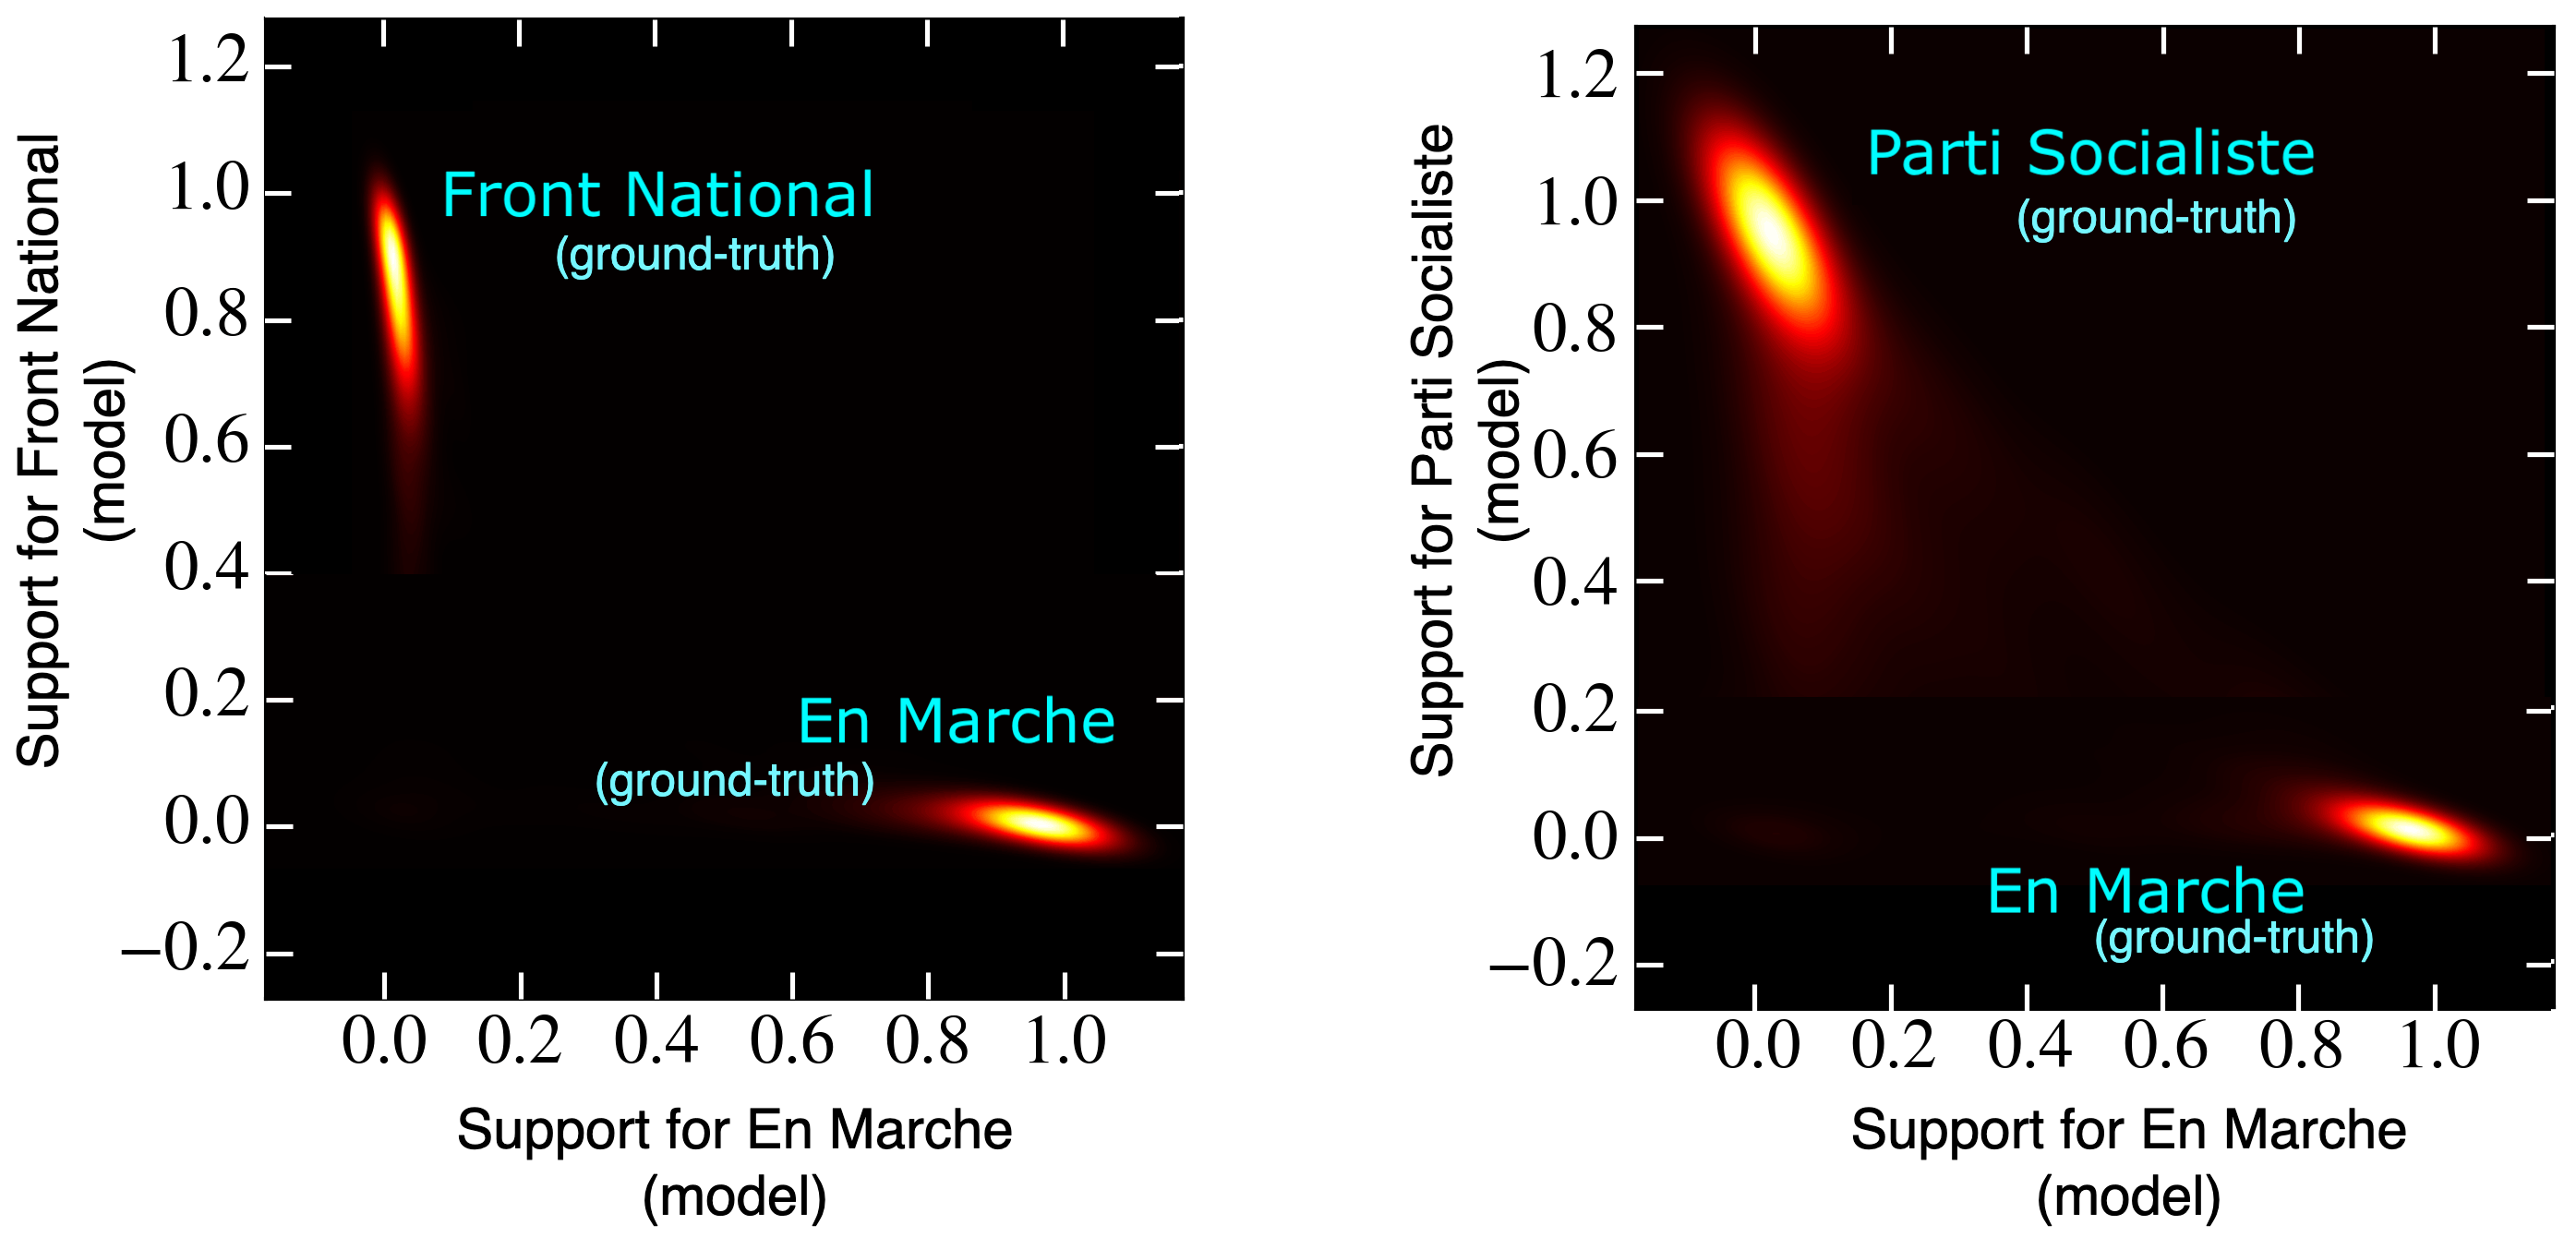 Support for Front National
(model)
1.2
1.0
0.8
0.6
0.4
0.2
0.0
−0.2
Front National
(ground-truth)
En Marche
(ground-truth)
0.0 0.2 0.4 0.6 0.8 1.0
Support for En Marche
(model)
Support for Parti Socialiste
(model)
1.2
1.0
0.8
0.6
0.4
0.2
0.0
−0.2
Parti Socialiste
(ground-truth)
En Marche
(ground-truth)
0.0 0.2 0.4 0.6 0.8 1.0
Support for En Marche
(model)